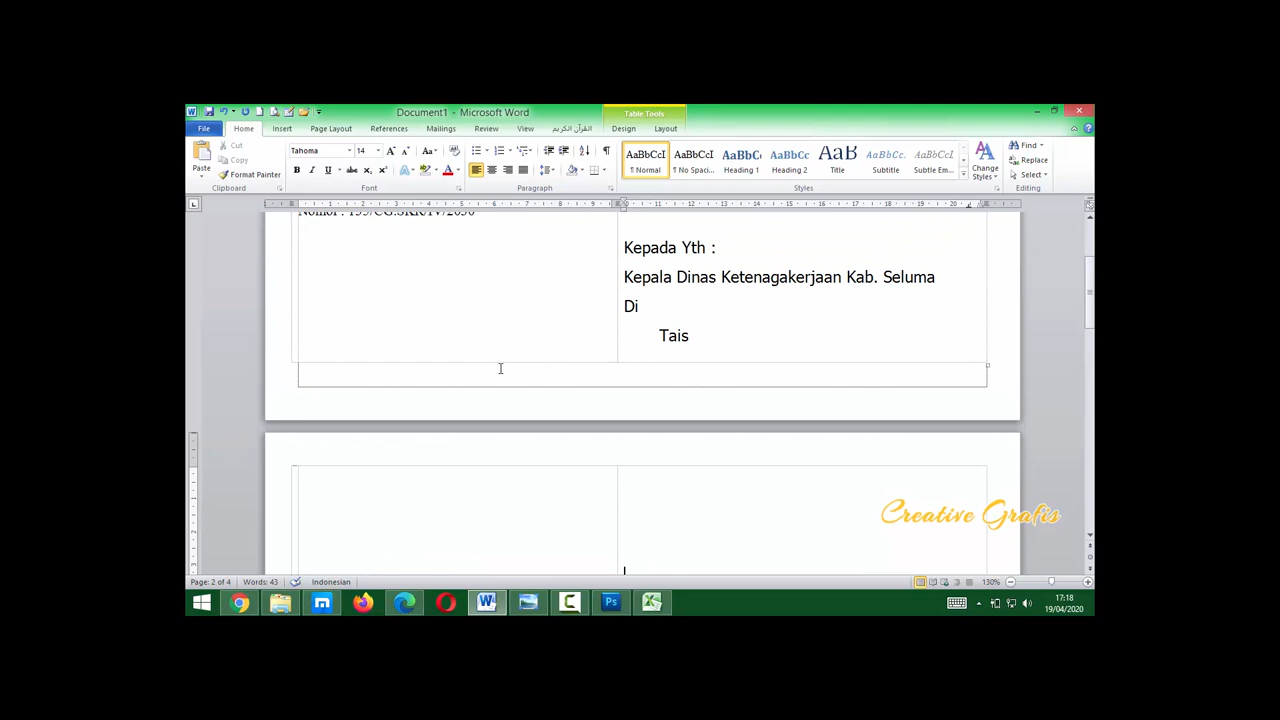 Document1 - Microsoft Word
Table Tools
File Home Insert Page Layout References Mailings Review View القرآن الكريم Design Layout
Paste
Cut
Copy
Format Painter
Clipboard
Tahoma 14
Font
Paragraph
AaBbCcI AaBbCcI AaBbC AaBbCc AaB AaBbCc. AaBbCcI
¶ Normal ¶ No Spaci... Heading 1 Heading 2 Title Subtitle Subtle Em...
Change Styles
Styles
Find
Replace
Select
Editing
Kepada Yth :
Kepala Dinas Ketenagakerjaan Kab. Seluma
Di
Tais
Creative Grafis
Page: 2 of 4 Words: 43 Indonesian 130%
17:18
19/04/2020